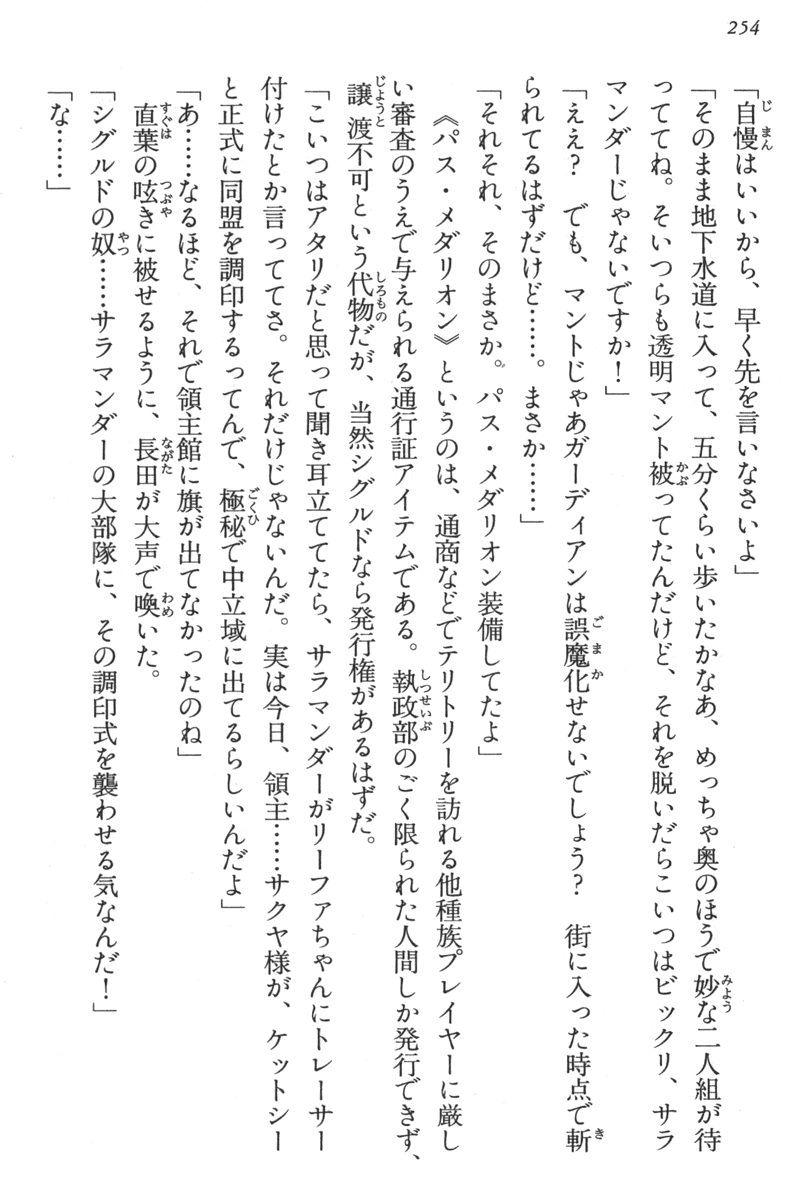 254
「自慢はいいから、早く先を言いなさいよ」
「そのまま地下水道に入って、五分くらい歩いたかなあ、めっちゃ奥のほうで妙な二人組が待
っててね。そいつらも透明マント被ってたんだけど、それを脱いだらこいつはビックリ、サラ
マンダーじゃないですか！」
「ええ？　でも、マントじゃあガーディアンは誤魔化せないでしょう？　街に入った時点で斬
られてるはずだけど……。まさか……」
「それそれ、そのまさか。パス・メダリオン装備してたよ」
《パス・メダリオン》というのは、通商などでテリトリーを訪れる他種族プレイヤーに厳し
い審査のうえで与えられる通行証アイテムである。執政部のごく限られた人間しか発行できず、
譲渡不可という代物だが、当然シグルドなら発行権があるはずだ。
「こいつはアタリだと思って聞き耳立ててたら、サラマンダーがリーファちゃんにトレーサー
付けたとか言っててさ。それだけじゃないんだ。実は今日、領主……サクヤ様が、ケットシー
と正式に同盟を調印するってんで、極秘で中立域に出てるらしいんだよ」
「あ……なるほど、それで領主館に旗が出てなかったのね」
直葉の呟きに被せるように、長田が大声で喚いた。
「シグルドの奴……サラマンダーの大部隊に、その調印式を襲わせる気なんだ！」
「な……」